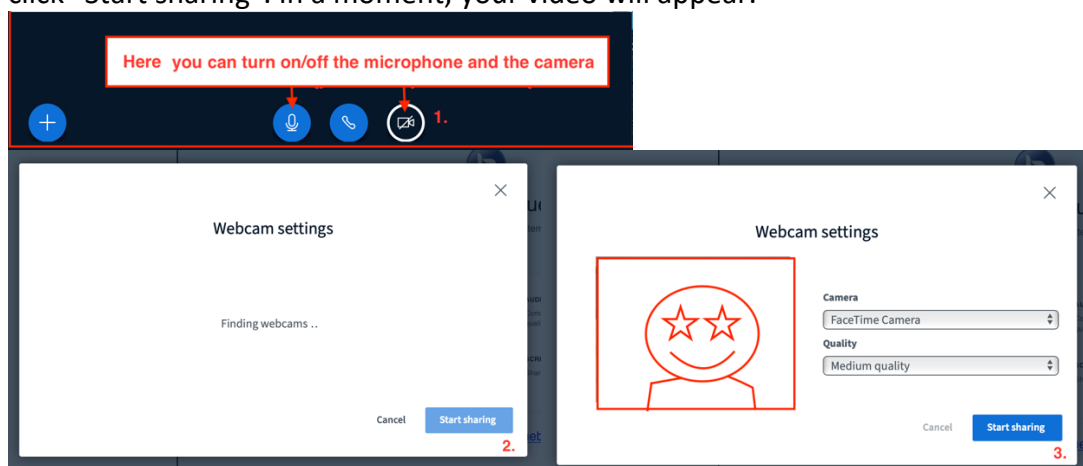 click "Start sharing". In a moment, your video will appear.
Here you can turn on/off the microphone and the camera
1.
Webcam settings
Finding webcams ..
Cancel
Start sharing
2.
Webcam settings
Camera
FaceTime Camera
Quality
Medium quality
Cancel
Start sharing
3.